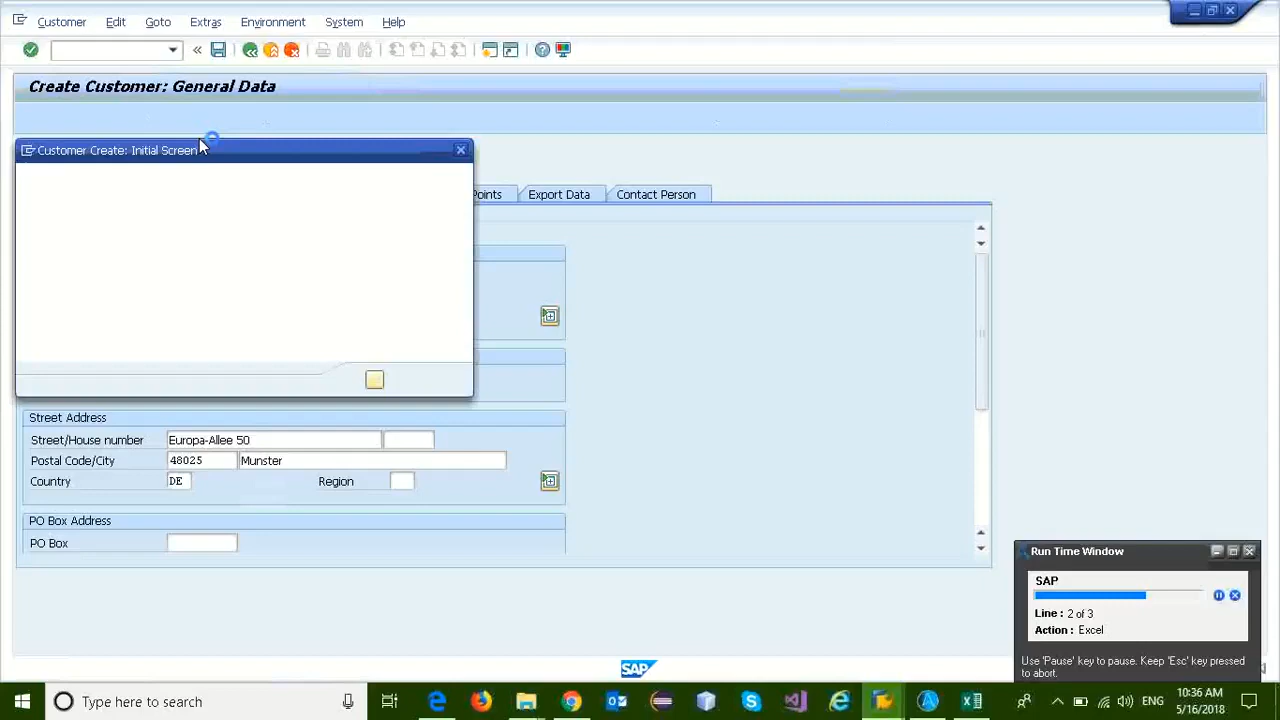 Customer Edit Goto Extras Environment System Help
Create Customer: General Data
Customer Create: Initial Screen
Points Export Data Contact Person
Street Address
Street/House number Europa-Allee 50
Postal Code/City 48025 Munster
Country DE Region
PO Box Address
PO Box
Run Time Window
SAP
Line : 2 of 3
Action : Excel
Use 'Pause' key to pause. Keep 'Esc' key pressed
to abort.
SAP
Type here to search
ENG
10:36 AM
5/16/2018